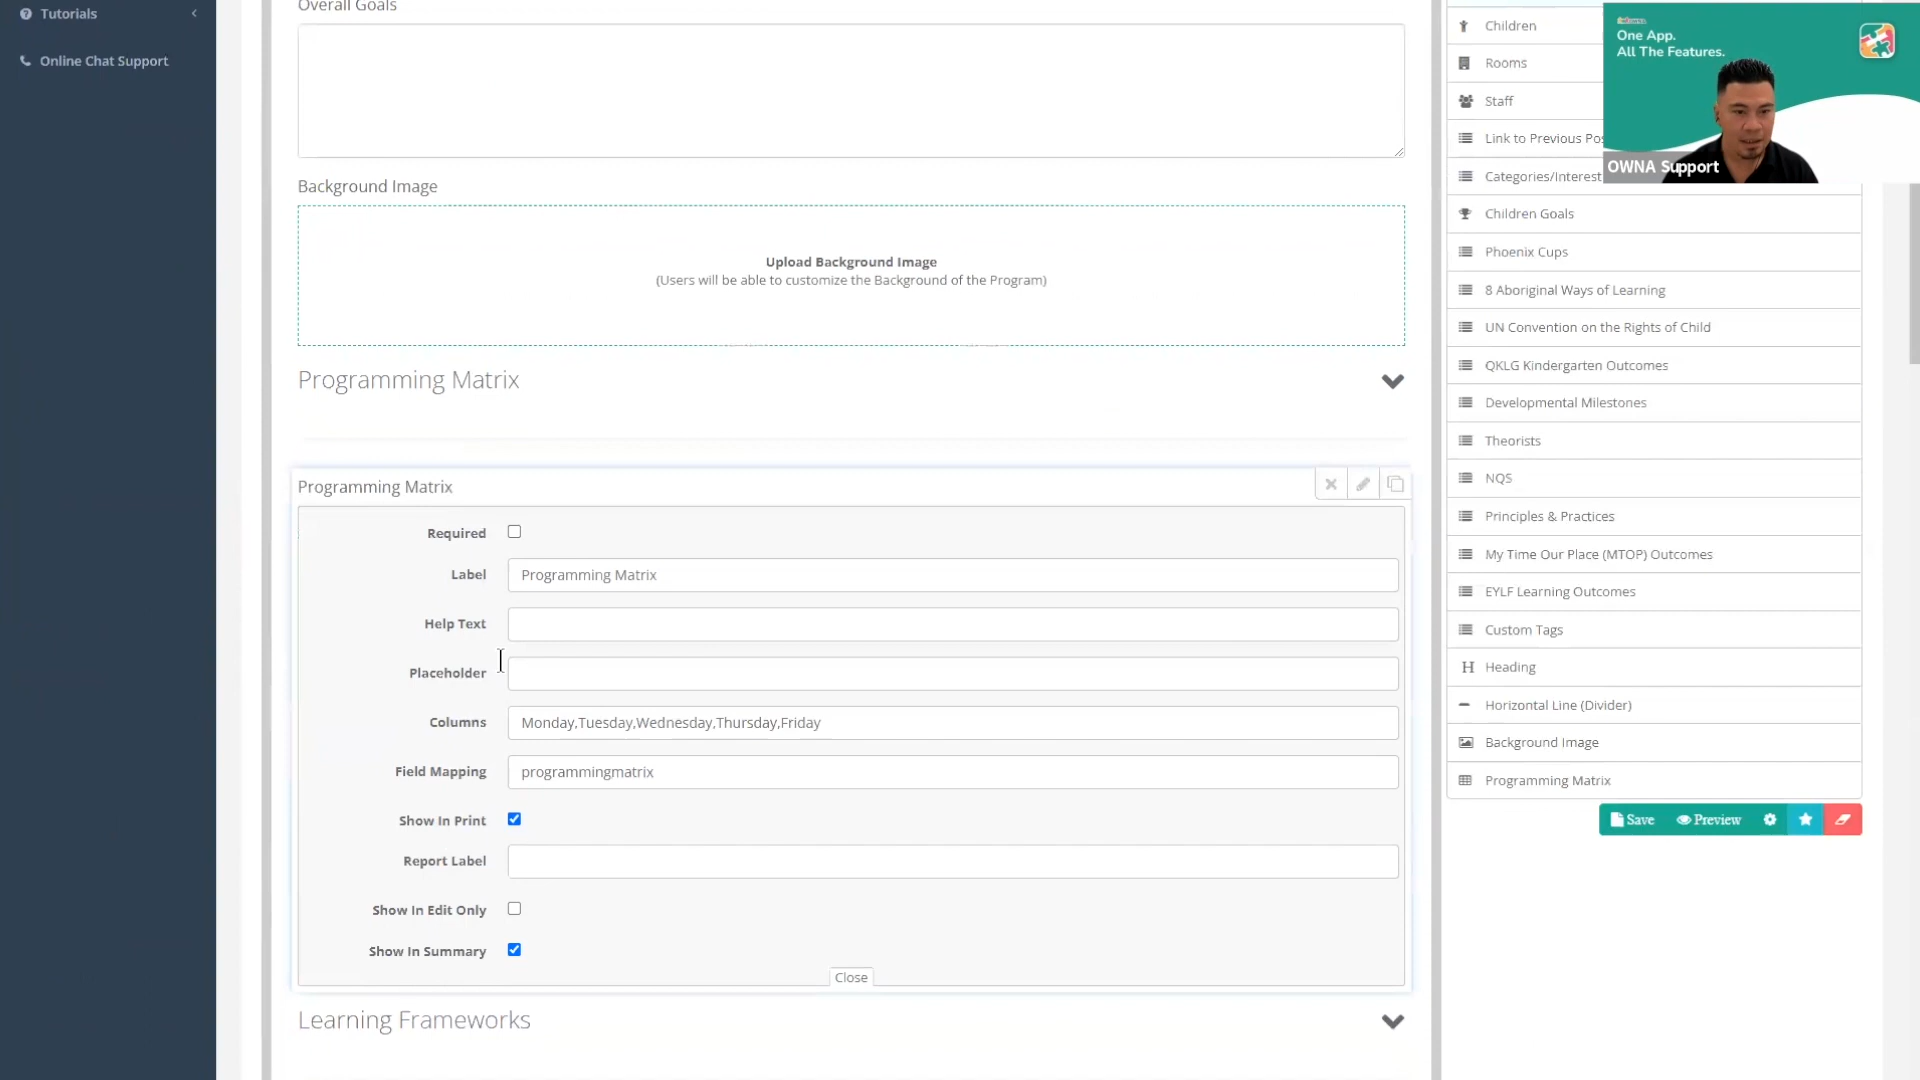 Tutorials
Online Chat Support
Overall Goals
Background Image
Upload Background Image
(Users will be able to customize the Background of the Program)
Programming Matrix
Programming Matrix
Required
Label
Programming Matrix
Help Text
Placeholder
Columns
Monday,Tuesday,Wednesday,Thursday,Friday
Field Mapping
programmingmatrix
Show In Print
Report Label
Show In Edit Only
Show In Summary
Close
Learning Frameworks
Children
Rooms
Staff
Link to Previous Pos
Categories/Interest
Children Goals
Phoenix Cups
8 Aboriginal Ways of Learning
UN Convention on the Rights of Child
QKLG Kindergarten Outcomes
Developmental Milestones
Theorists
NQS
Principles & Practices
My Time Our Place (MTOP) Outcomes
EYLF Learning Outcomes
Custom Tags
H Heading
Horizontal Line (Divider)
Background Image
Programming Matrix
Save
Preview
One App.
All The Features.
OWNA Support